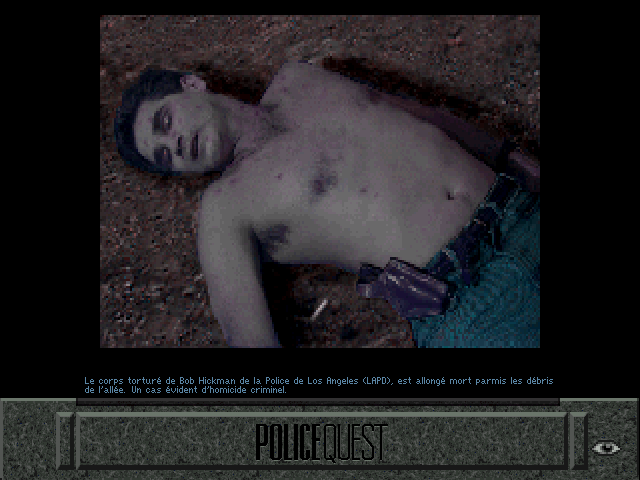 Le corps torturé de Bob Hickman de la Police de Los Angeles (LAPD), est allongé mort parmis les débris
de l'allée. Un cas évident d'homicide criminel.
POLICEQUEST